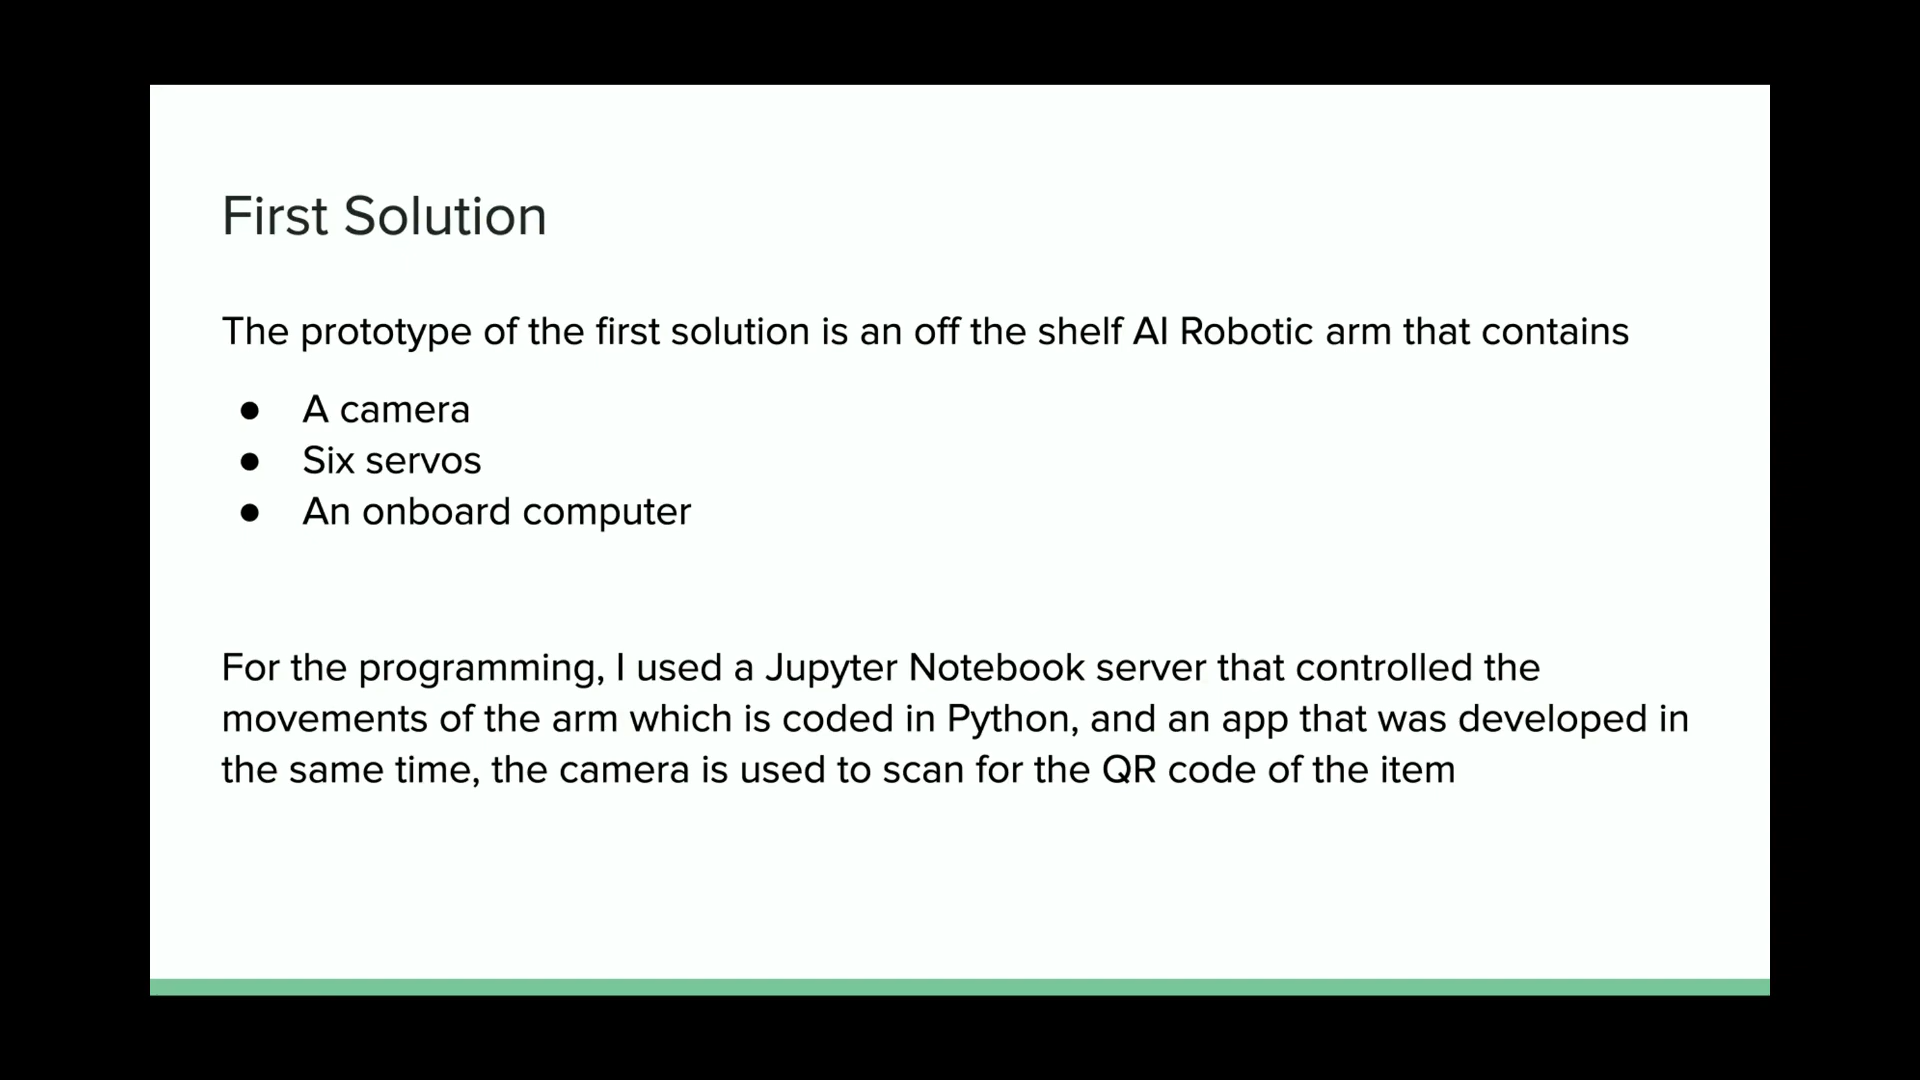 First Solution
The prototype of the first solution is an off the shelf AI Robotic arm that contains
● A camera
● Six servos
● An onboard computer
For the programming, I used a Jupyter Notebook server that controlled the
movements of the arm which is coded in Python, and an app that was developed in
the same time, the camera is used to scan for the QR code of the item